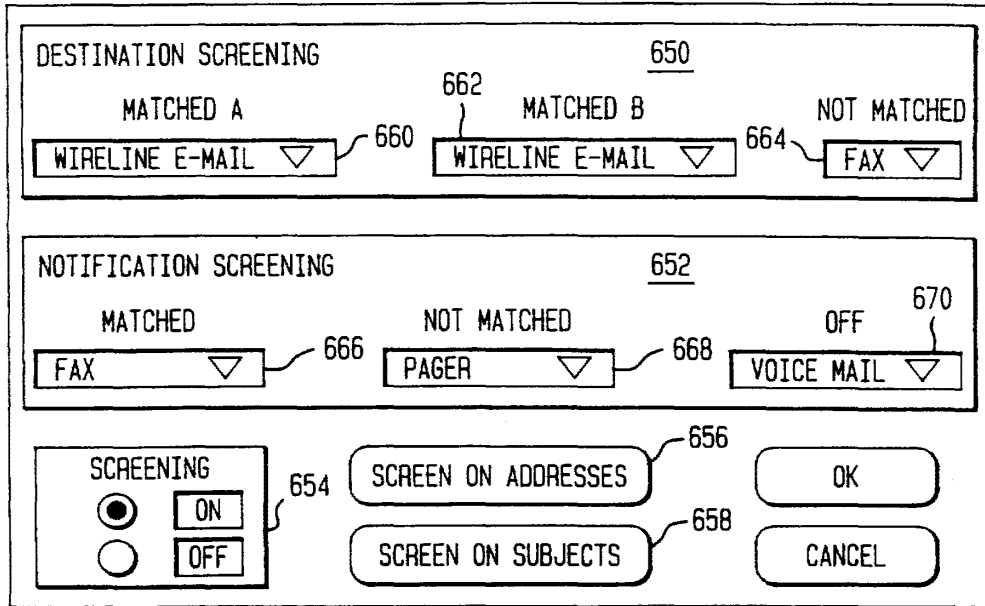 DESTINATION SCREENING 650
MATCHED A 662 MATCHED B NOT MATCHED
WIRELINE E-MAIL 660 WIRELINE E-MAIL 664 FAX
NOTIFICATION SCREENING 652
MATCHED NOT MATCHED OFF 670
FAX 666 PAGER 668 VOICE MAIL
SCREENING 654
ON
OFF
SCREEN ON ADDRESSES 656
OK
SCREEN ON SUBJECTS 658
CANCEL